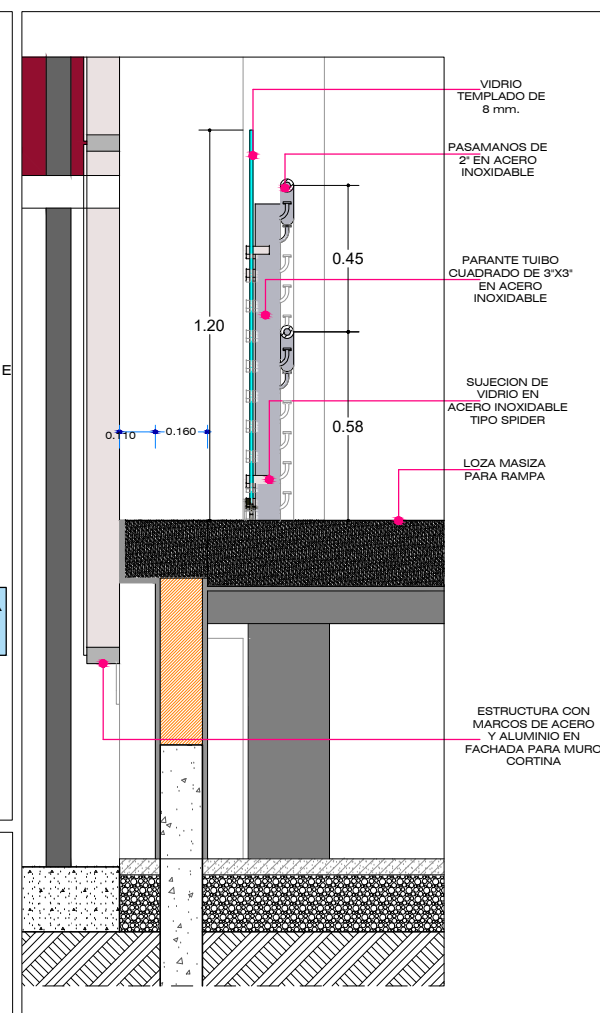 VIDRIO
TEMPLADO DE
8 mm.
PASAMANOS DE
2" EN ACERO
INOXIDABLE
0.45
PARANTE TUIBO
CUADRADO DE 3"X3"
EN ACERO
INOXIDABLE
1.20
E
SUJECION DE
VIDRIO EN
ACERO INOXIDABLE
TIPO SPIDER
0.58
0.110
0.160
LOZA MASIZA
PARA RAMPA
ESTRUCTURA CON
MARCOS DE ACERO
Y ALUMINIO EN
FACHADA PARA MURO
CORTINA